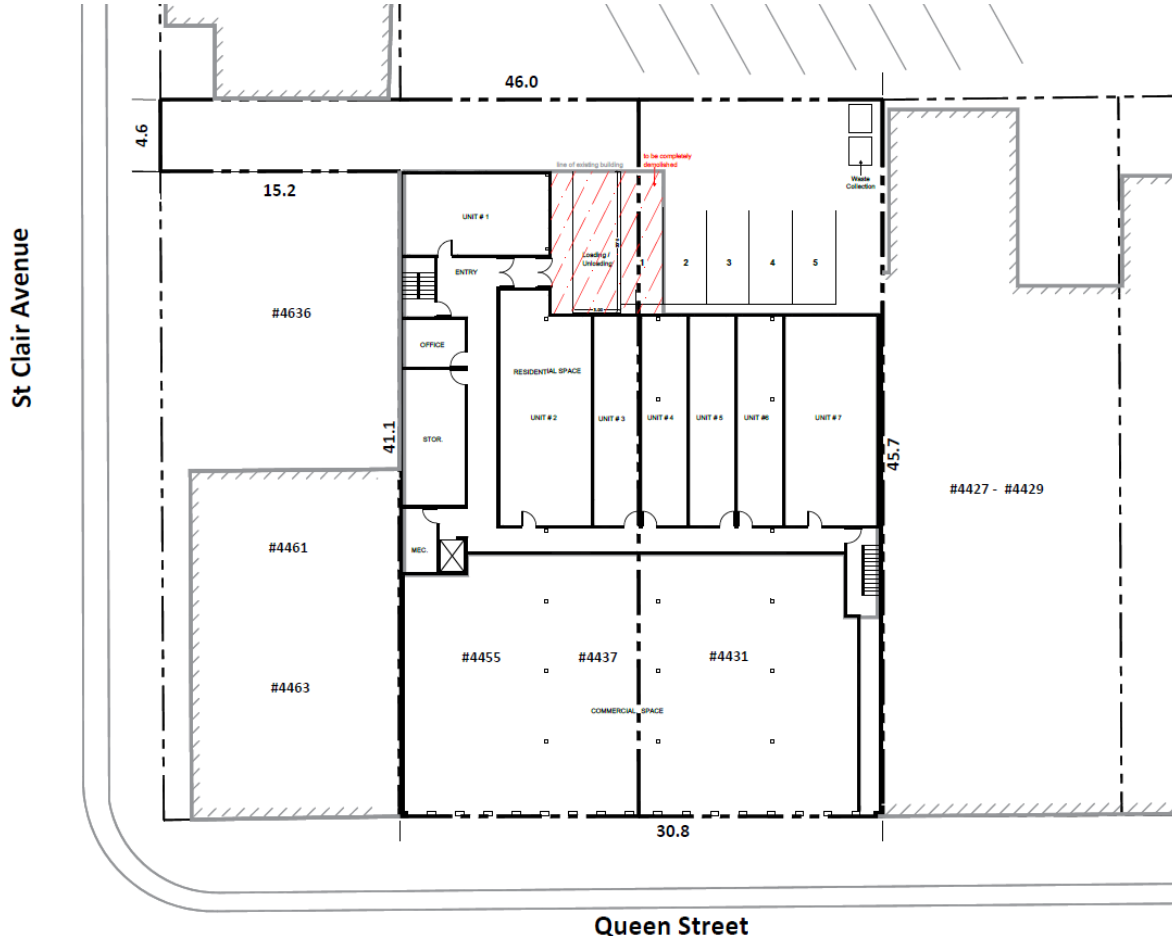 46.0
4.6
line of existing building
to be completely
demolished
Waste
Collection
15.2
UNIT # 1
Loading /
Unloading
1
2
3
4
5
ENTRY
St Clair Avenue
#4636
OFFICE
RESIDENTIAL SPACE
UNIT # 2
UNIT # 3
UNIT # 4
UNIT # 5
UNIT #6
UNIT # 7
41.1
STOR.
45.7
#4427 - #4429
#4461
MEC.
#4455
#4437
#4431
#4463
COMMERCIAL SPACE
30.8
Queen Street